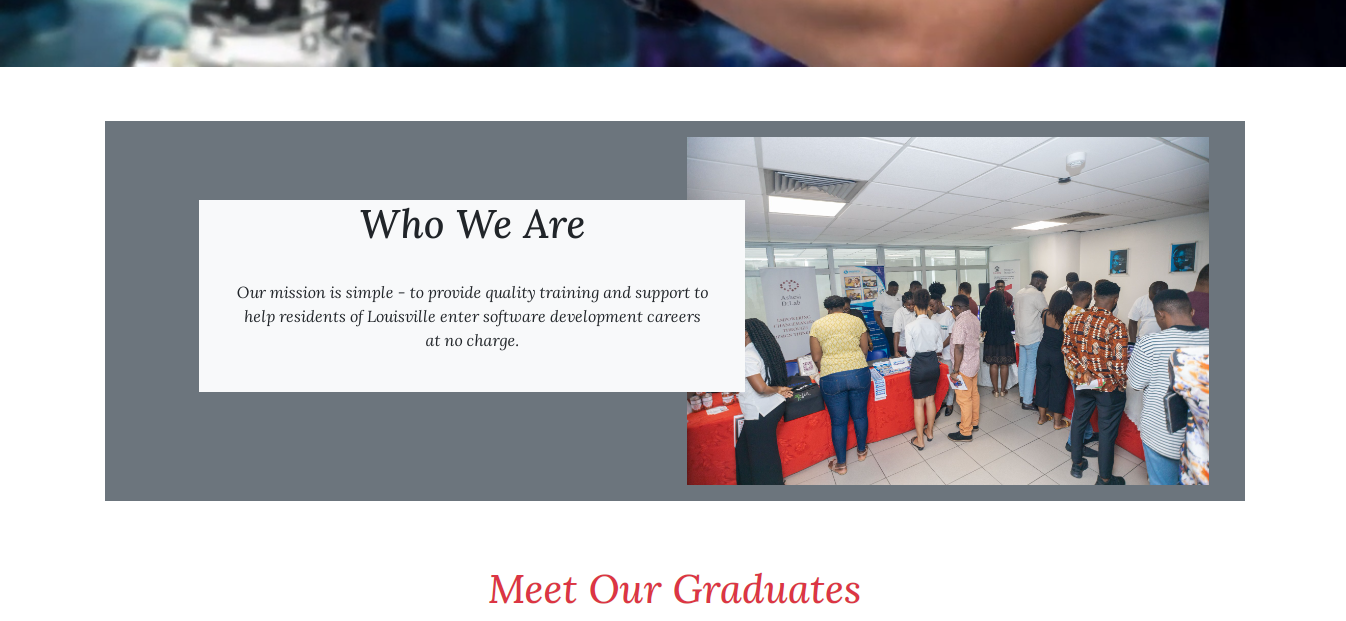 Who We Are
Our mission is simple - to provide quality training and support to
help residents of Louisville enter software development careers
at no charge.
Meet Our Graduates